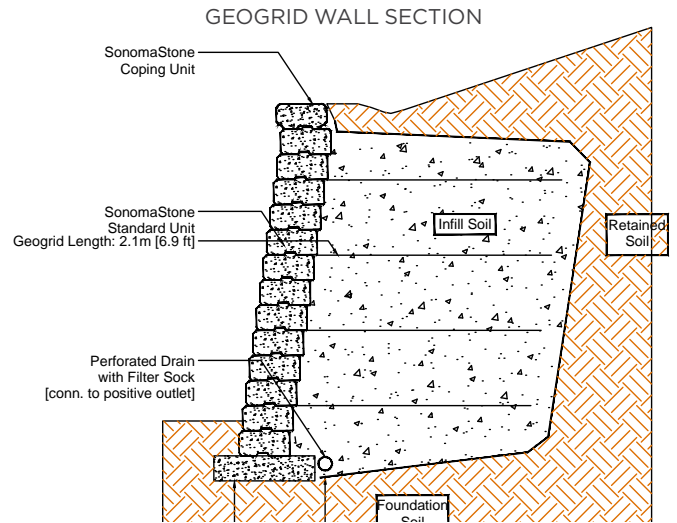 GEOGRID WALL SECTION
SonomaStone
Coping Unit
SonomaStone
Standard Unit
Geogrid Length: 2.1m [6.9 ft]
Infill Soil
Retained
Soil
Perforated Drain
with Filter Sock
[conn. to positive outlet]
Foundation
Soil